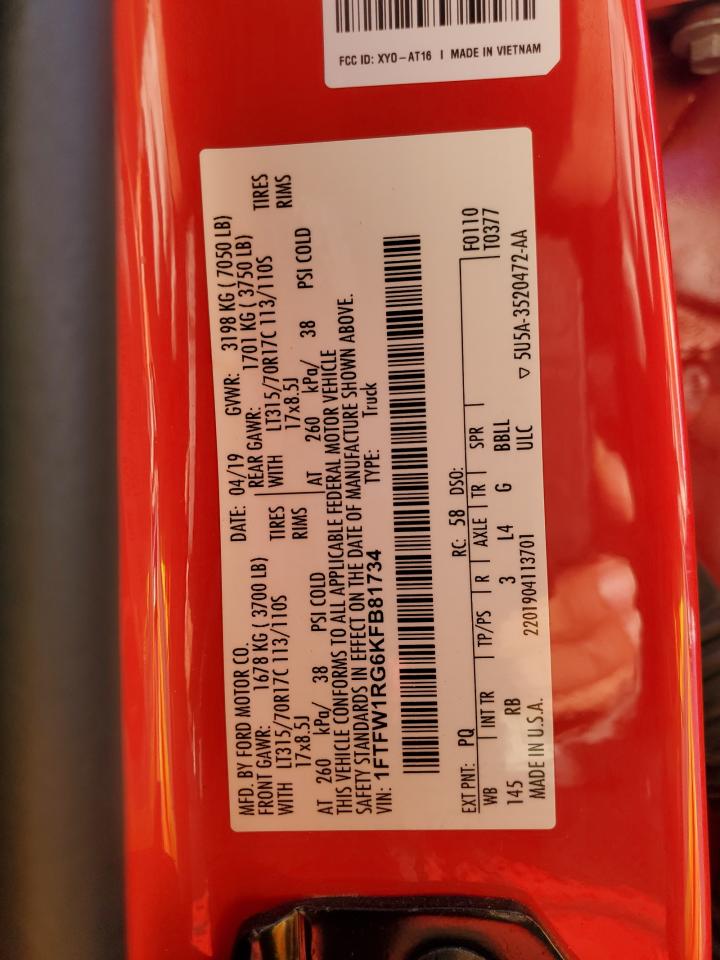 FCC ID: XY0-AT16 | MADE IN VIETNAM
MFD. BY FORD MOTOR CO.
DATE: 04/19 GVWR: 3198 KG ( 7050 LB)
FRONT GAWR: 1678 KG ( 3700 LB)
REAR GAWR: 1701 KG ( 3750 LB)
WITH LT315/70R17C 113/110S TIRES
WITH LT315/70R17C 113/110S TIRES
17x8.5J RIMS
17x8.5J RIMS
AT 260 kPa/ 38 PSI COLD
AT 260 kPa/ 38 PSI COLD
THIS VEHICLE CONFORMS TO ALL APPLICABLE FEDERAL MOTOR VEHICLE
SAFETY STANDARDS IN EFFECT ON THE DATE OF MANUFACTURE SHOWN ABOVE.
VIN: 1FTFW1RG6KFB81734 TYPE: Truck
EXT PNT: PQ RC: 58 DSO: F0110
WB INT TR TP/PS R AXLE TR SPR T0377
145 RB 3 L4 G BBLL
MADE IN U.S.A. 2201904113701 ULC ▽ 5U5A-3520472-AA